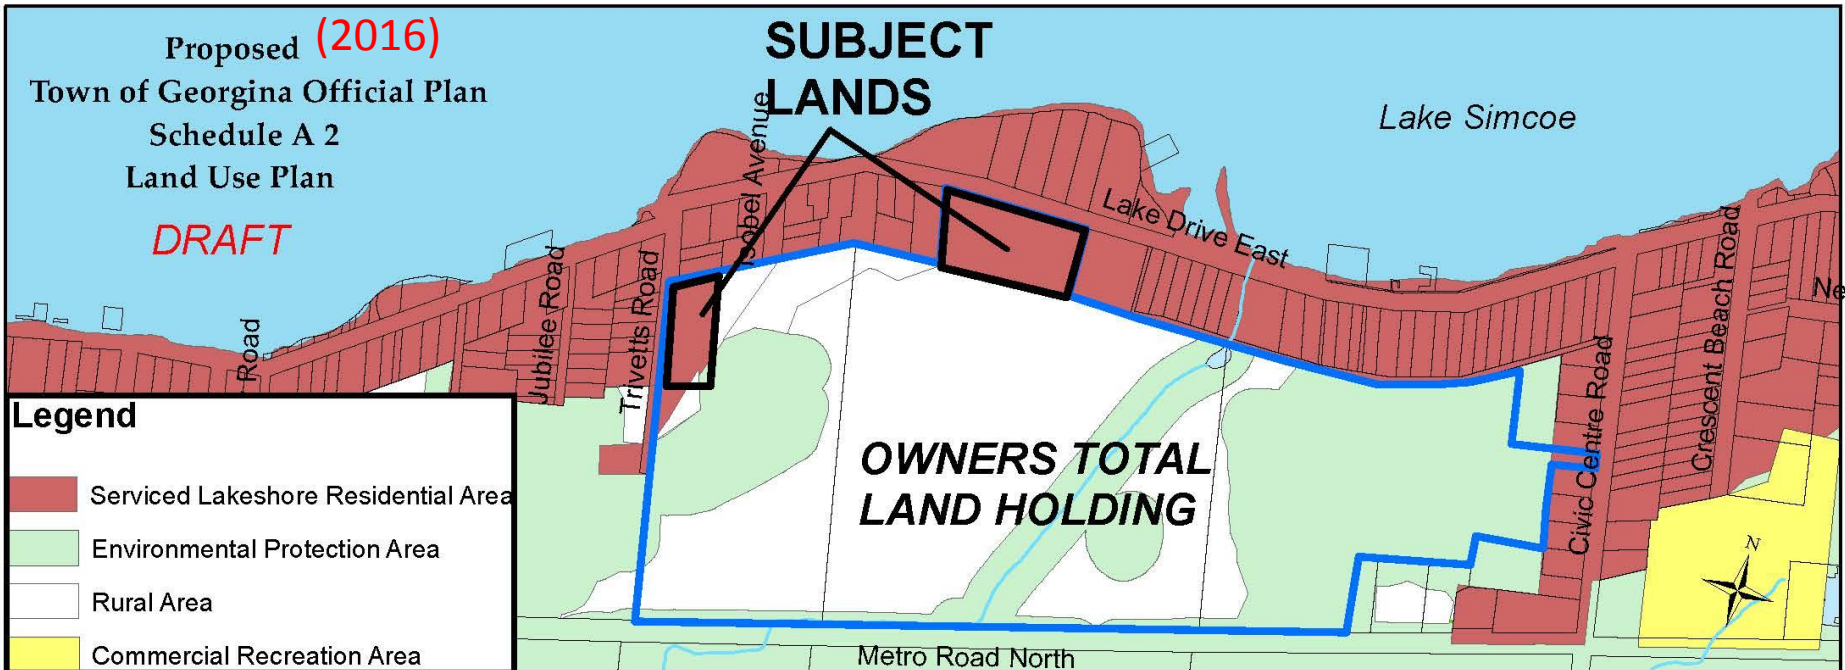 Proposed (2016)
Town of Georgina Official Plan
Schedule A 2
Land Use Plan
DRAFT
SUBJECT
LANDS
Lake Simcoe
Isobel Avenue
Lake Drive East
Road
Jubilee Road
Trivetts Road
Civic Centre Road
Crescent Beach Road
Ne
OWNERS TOTAL
LAND HOLDING
N
Metro Road North
Legend
Serviced Lakeshore Residential Area
Environmental Protection Area
Rural Area
Commercial Recreation Area